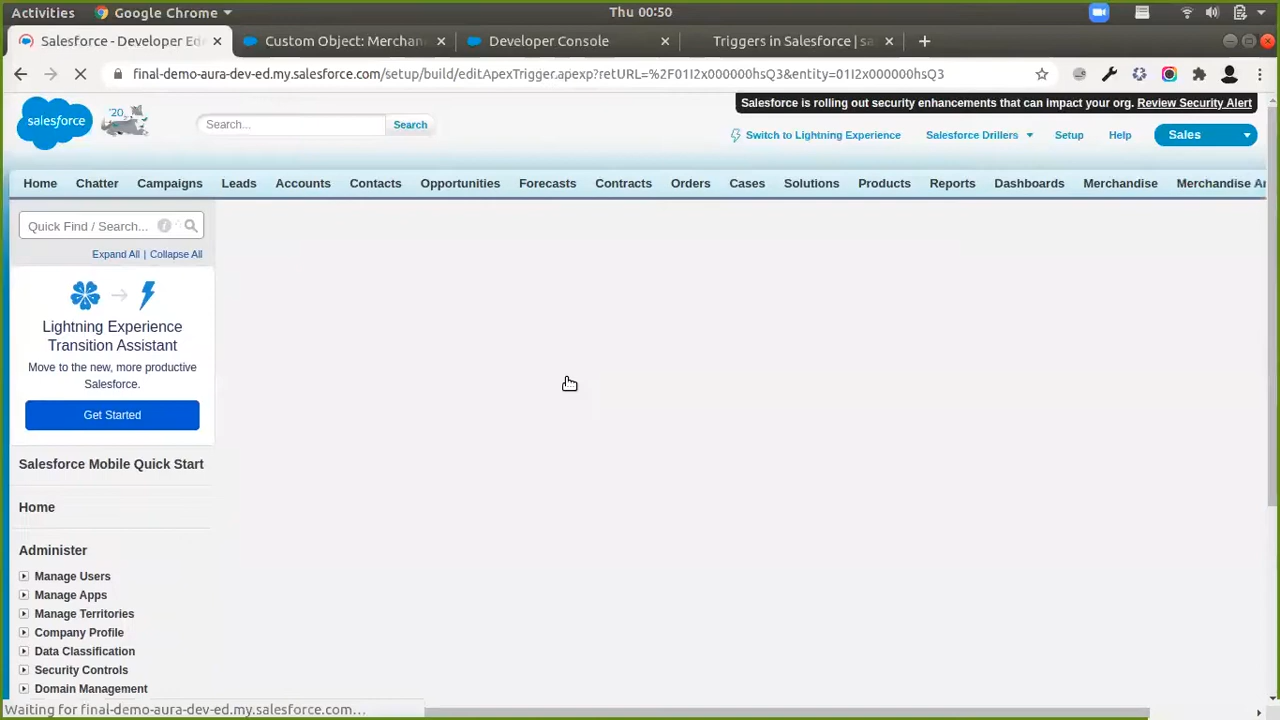 Activities Google Chrome Thu 00:50
Salesforce - Developer Ed Custom Object: Merchan Developer Console Triggers in Salesforce | sa
final-demo-aura-dev-ed.my.salesforce.com/setup/build/editApexTrigger.apexp?retURL=%2F01I2x000000hsQ3&entity=01I2x000000hsQ3
Salesforce is rolling out security enhancements that can impact your org. Review Security Alert
salesforce '20 Search... Search Switch to Lightning Experience Salesforce Drillers Setup Help Sales
Home Chatter Campaigns Leads Accounts Contacts Opportunities Forecasts Contracts Orders Cases Solutions Products Reports Dashboards Merchandise Merchandise Ar
Quick Find / Search... i
Expand All | Collapse All
Lightning Experience
Transition Assistant
Move to the new, more productive
Salesforce.
Get Started
Salesforce Mobile Quick Start
Home
Administer
Manage Users
Manage Apps
Manage Territories
Company Profile
Data Classification
Security Controls
Domain Management
Waiting for final-demo-aura-dev-ed.my.salesforce.com...